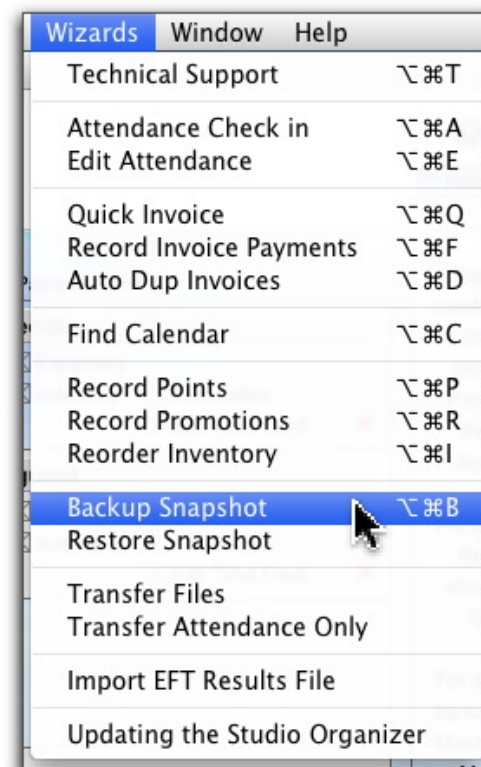 Wizards Window Help
Technical Support ⌥⌘T
Attendance Check in ⌥⌘A
Edit Attendance ⌥⌘E
Quick Invoice ⌥⌘Q
Record Invoice Payments ⌥⌘F
Auto Dup Invoices ⌥⌘D
Find Calendar ⌥⌘C
Record Points ⌥⌘P
Record Promotions ⌥⌘R
Reorder Inventory ⌥⌘I
Backup Snapshot ⌥⌘B
Restore Snapshot
Transfer Files
Transfer Attendance Only
Import EFT Results File
Updating the Studio Organizer